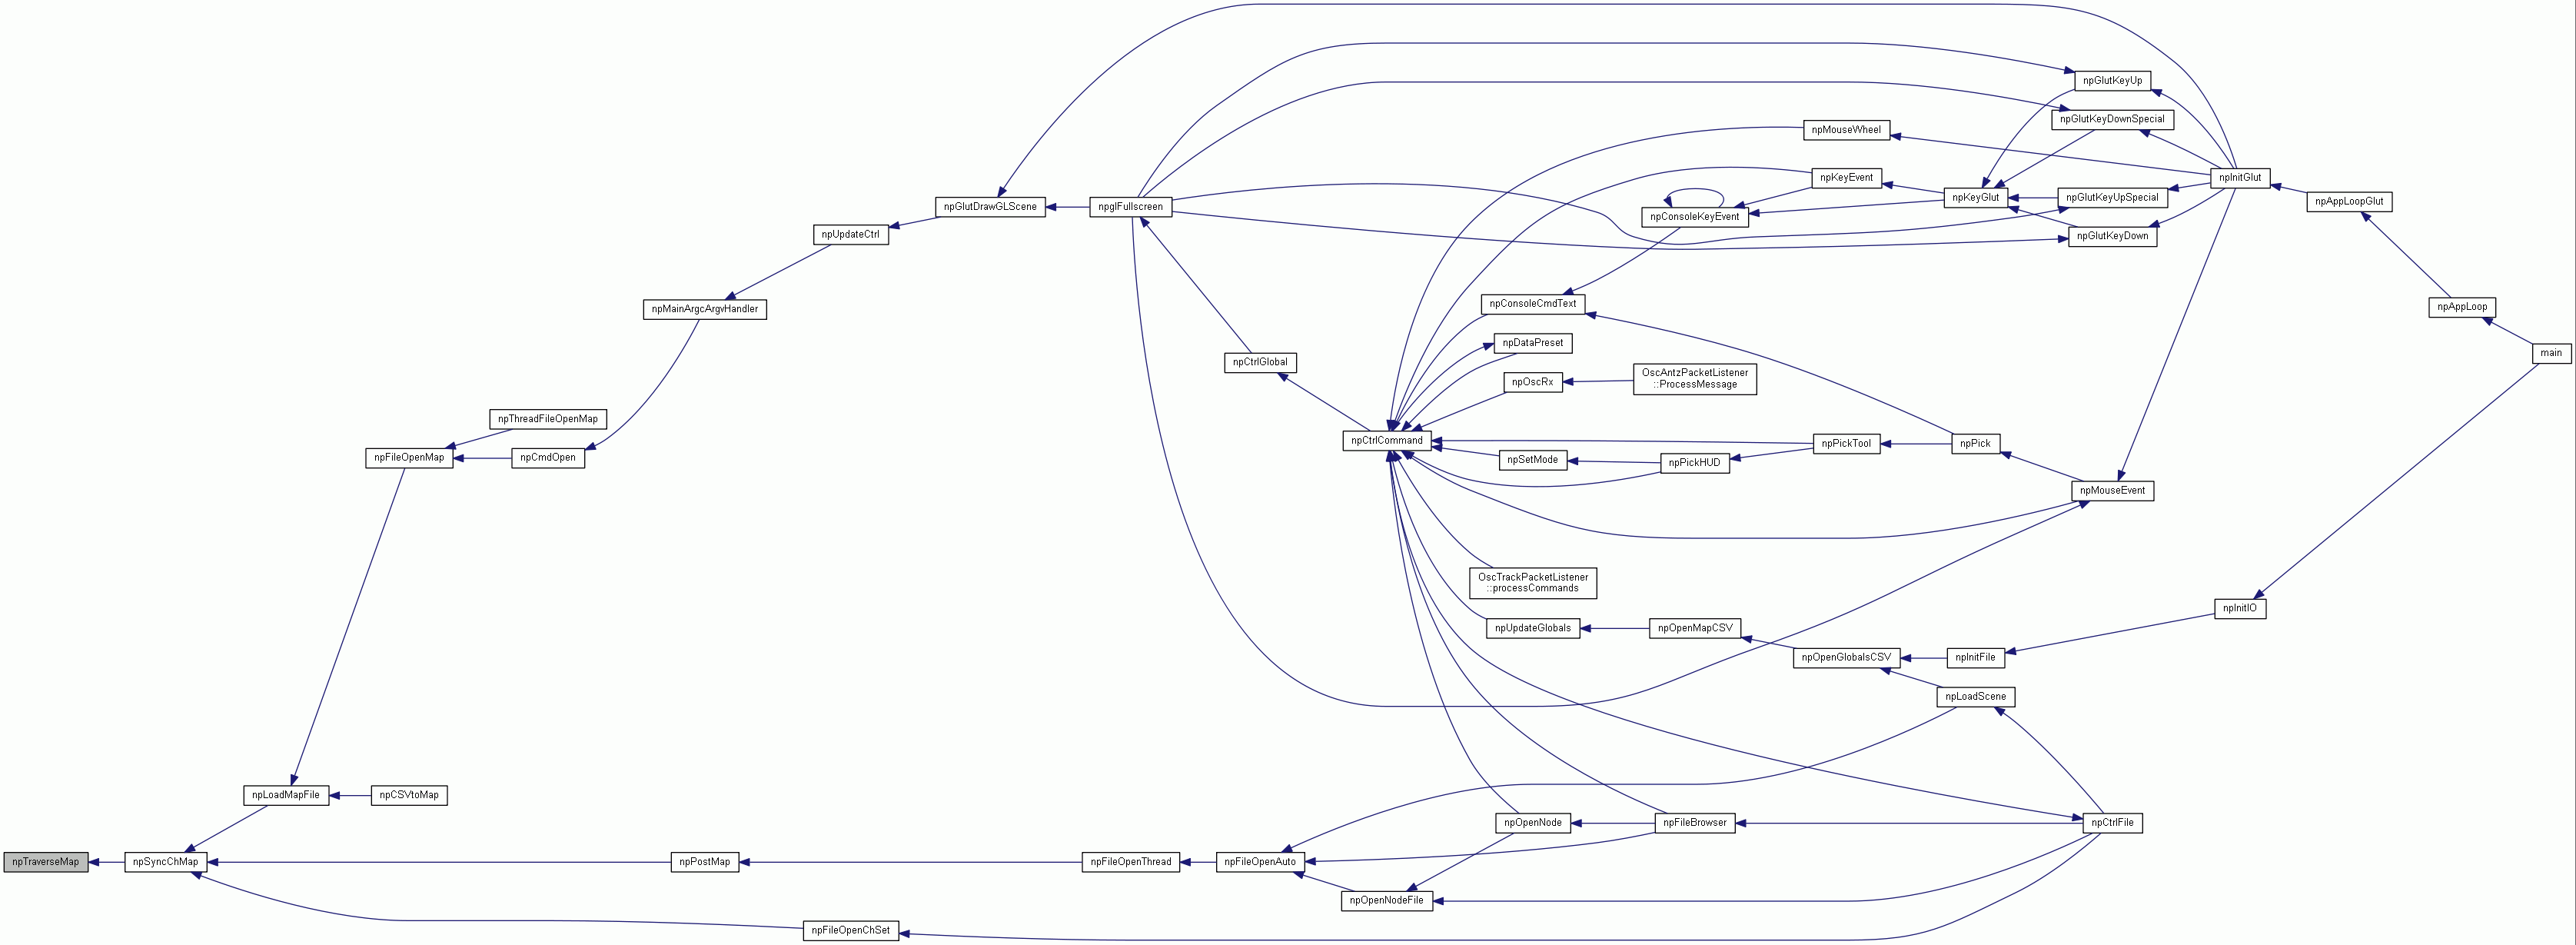 npGlutKeyUp
npGlutKeyDownSpecial
npMouseWheel
npKeyEvent
npInitGlut
npKeyGlut
npGlutKeyUpSpecial
npAppLoopGlut
npGlutDrawGLScene
npglFullscreen
npConsoleKeyEvent
npUpdateCtrl
npGlutKeyDown
npConsoleCmdText
npAppLoop
npMainArgcArgvHandler
npDataPreset
main
npCtrlGlobal
OscAntzPacketListener
::ProcessMessage
npOscRx
npThreadFileOpenMap
npCtrlCommand
npPickTool
npPick
npFileOpenMap
npCmdOpen
npSetMode
npPickHUD
npMouseEvent
OscTrackPacketListener
::processCommands
npInitIO
npUpdateGlobals
npOpenMapCSV
npOpenGlobalsCSV
npInitFile
npLoadScene
npLoadMapFile
npCSVtoMap
npOpenNode
npFileBrowser
npCtrlFile
npTraverseMap
npSyncChMap
npPostMap
npFileOpenThread
npFileOpenAuto
npOpenNodeFile
npFileOpenChSet